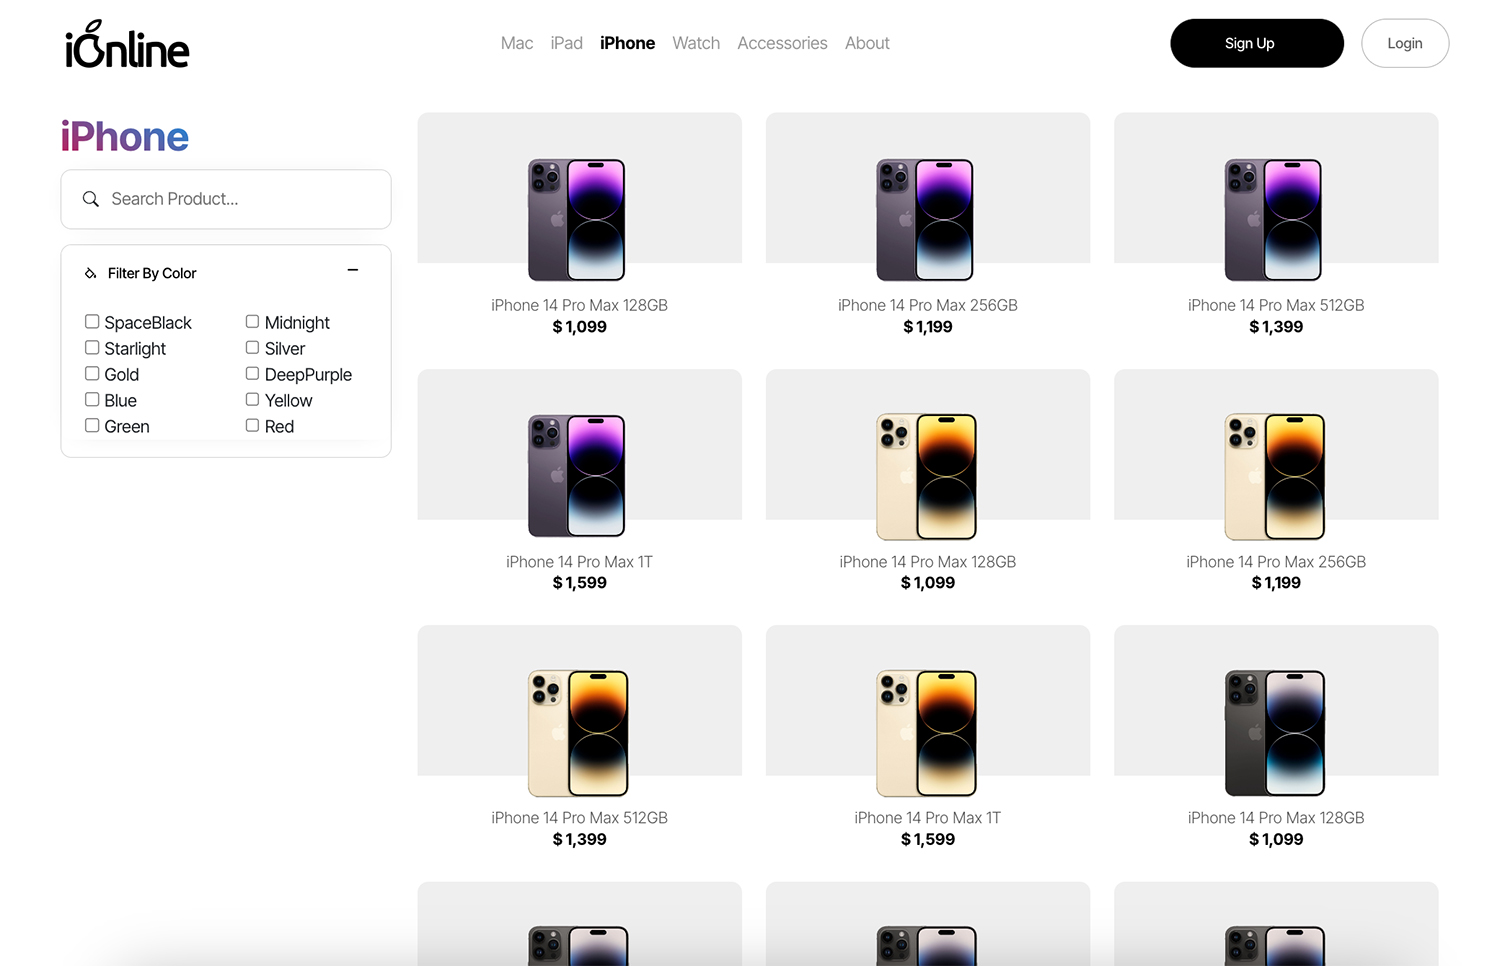 iOnline
Mac iPad iPhone Watch Accessories About
Sign Up
Login
iPhone
Search Product...
Filter By Color
SpaceBlack Midnight
Starlight Silver
Gold DeepPurple
Blue Yellow
Green Red
iPhone 14 Pro Max 128GB
$ 1,099
iPhone 14 Pro Max 256GB
$ 1,199
iPhone 14 Pro Max 512GB
$ 1,399
iPhone 14 Pro Max 1T
$ 1,599
iPhone 14 Pro Max 128GB
$ 1,099
iPhone 14 Pro Max 256GB
$ 1,199
iPhone 14 Pro Max 512GB
$ 1,399
iPhone 14 Pro Max 1T
$ 1,599
iPhone 14 Pro Max 128GB
$ 1,099